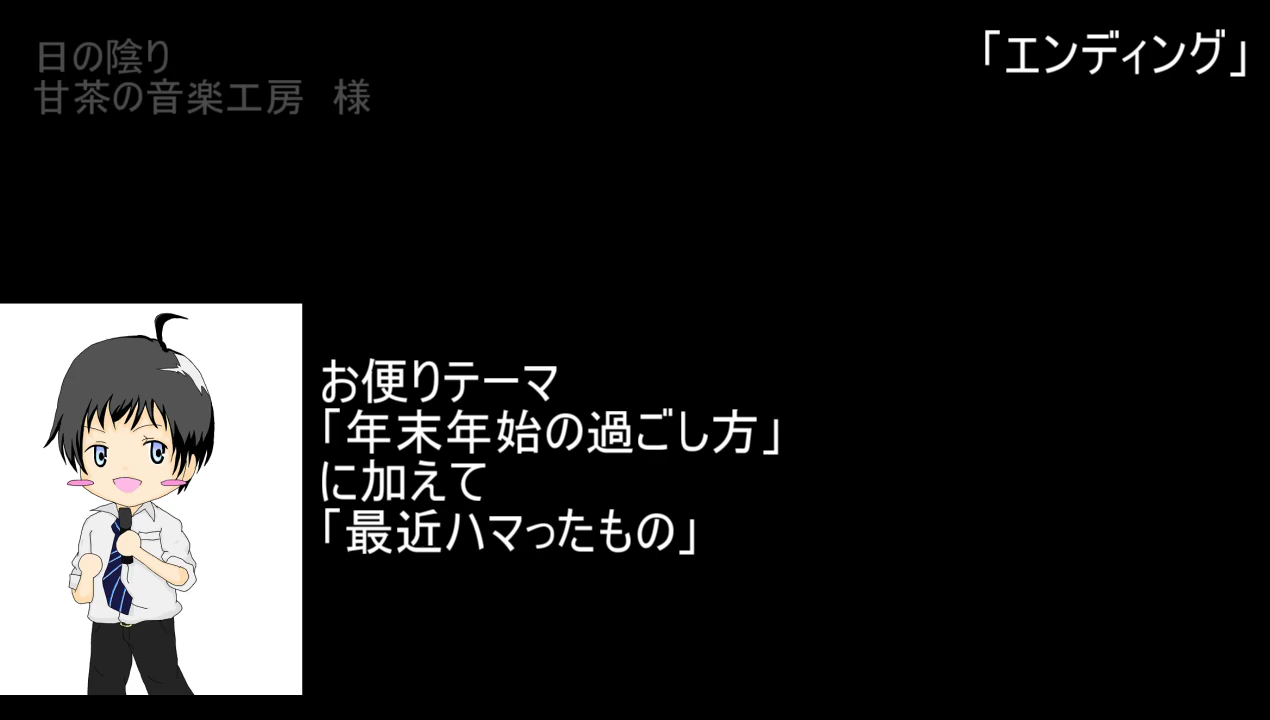 日の陰り
甘茶の音楽工房　様
「エンディング」
お便りテーマ
「年末年始の過ごし方」
に加えて
「最近ハマったもの」